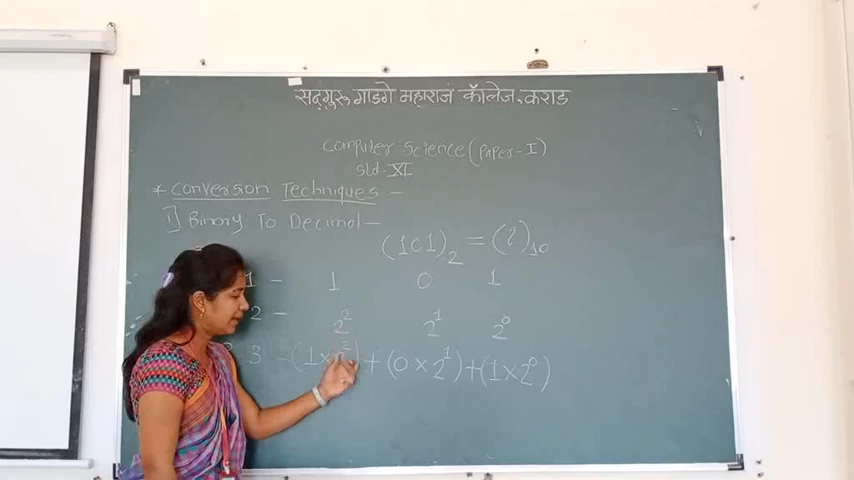 सद्गुरू गाडगे महाराज कॉलेज, कराड
Computer Science (Paper-I)
Std-XI
* Conversion Techniques -
1) Binary To Decimal -
(101)₂ = (?)₁₀
1 - 1 0 1
2 - 2² 2¹ 2⁰
3 - (1×2²) + (0×2¹) + (1×2⁰)